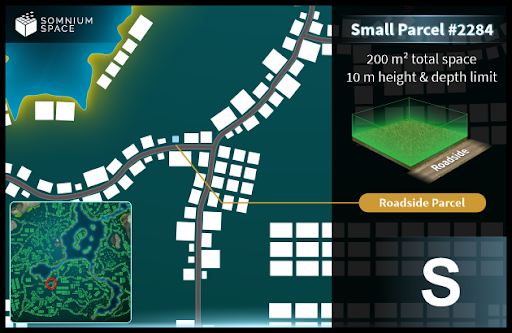 SOMNIUM
SPACE
Small Parcel #2284
200 m² total space
10 m height & depth limit
Roadside
Roadside Parcel
S